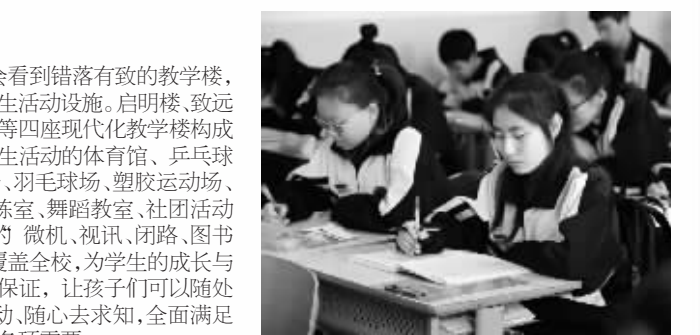 会看到错落有致的教学楼,
生活动设施。启明楼、致远
等四座现代化教学楼构成
生活动的体育馆、乒乓球
、羽毛球场、塑胶运动场、
练室、舞蹈教室、社团活动
的 微机、视讯、闭路、图书
覆盖全校,为学生的成长与
保证, 让孩子们可以随处
动、随心去求知,全面满足